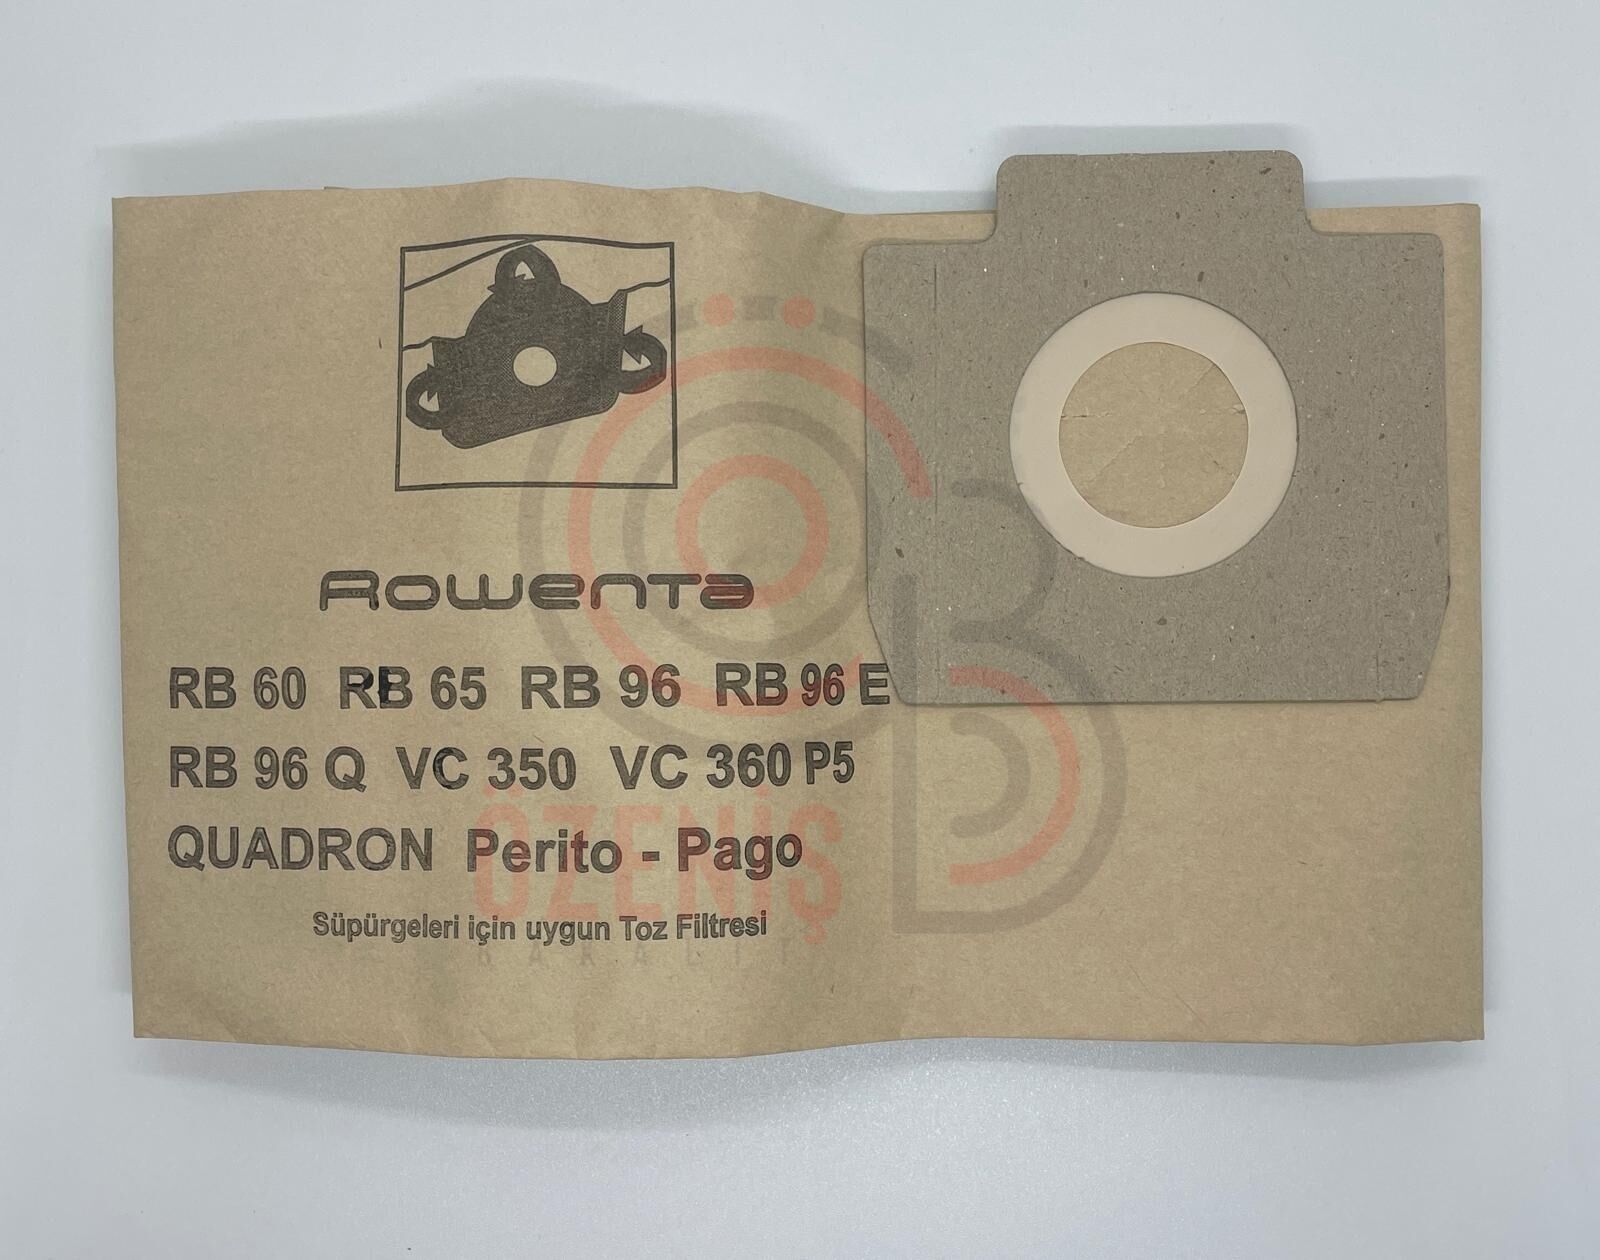 Rowenta
RB 60 RB 65 RB 96 RB 96 E
RB 96 Q VC 350 VC 360 P5
QUADRON Perito - Pago
Süpürgeleri için uygun Toz Filtresi
ÖZENİŞ
BAKALİT